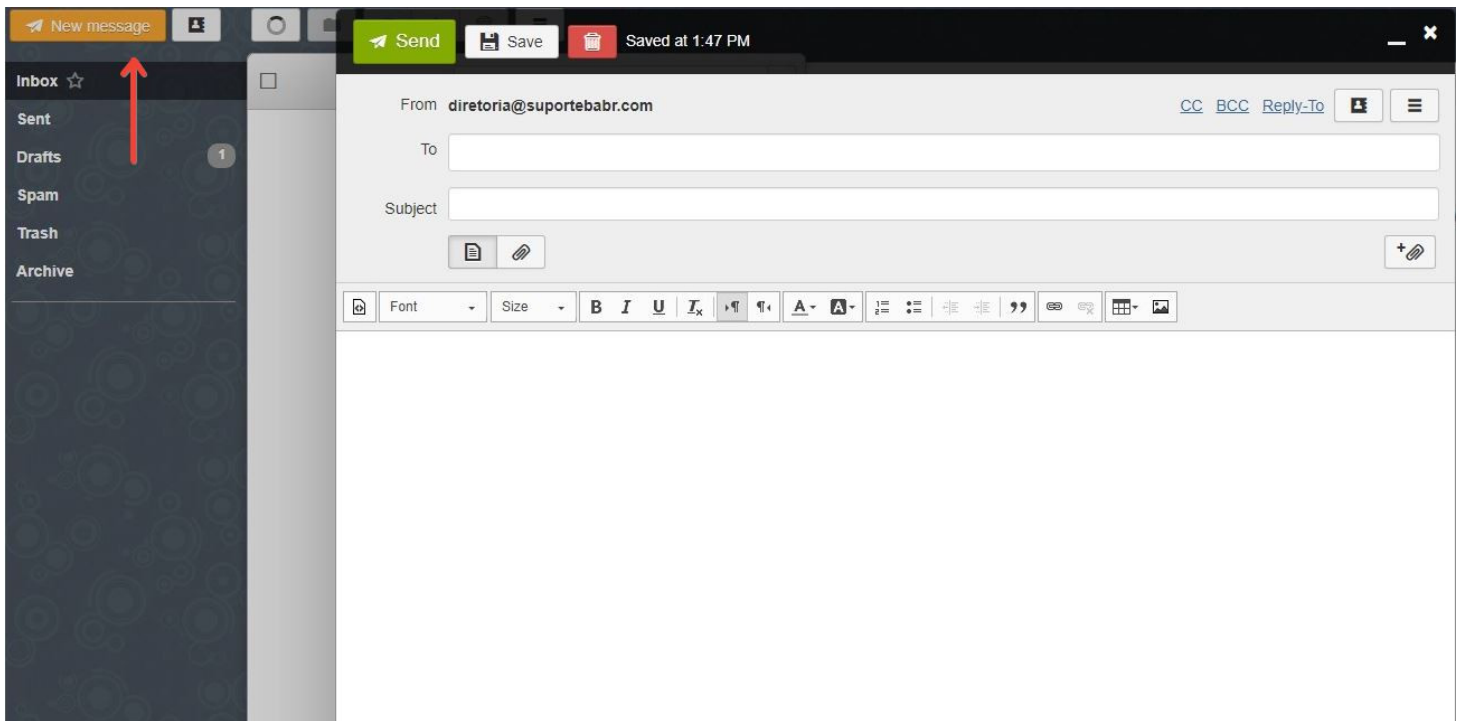 New message
Send Save Saved at 1:47 PM
Inbox
Sent
Drafts 1
Spam
Trash
Archive
From diretoria@suportebabr.com CC BCC Reply-To
To
Subject
Font Size B I U Ix A A